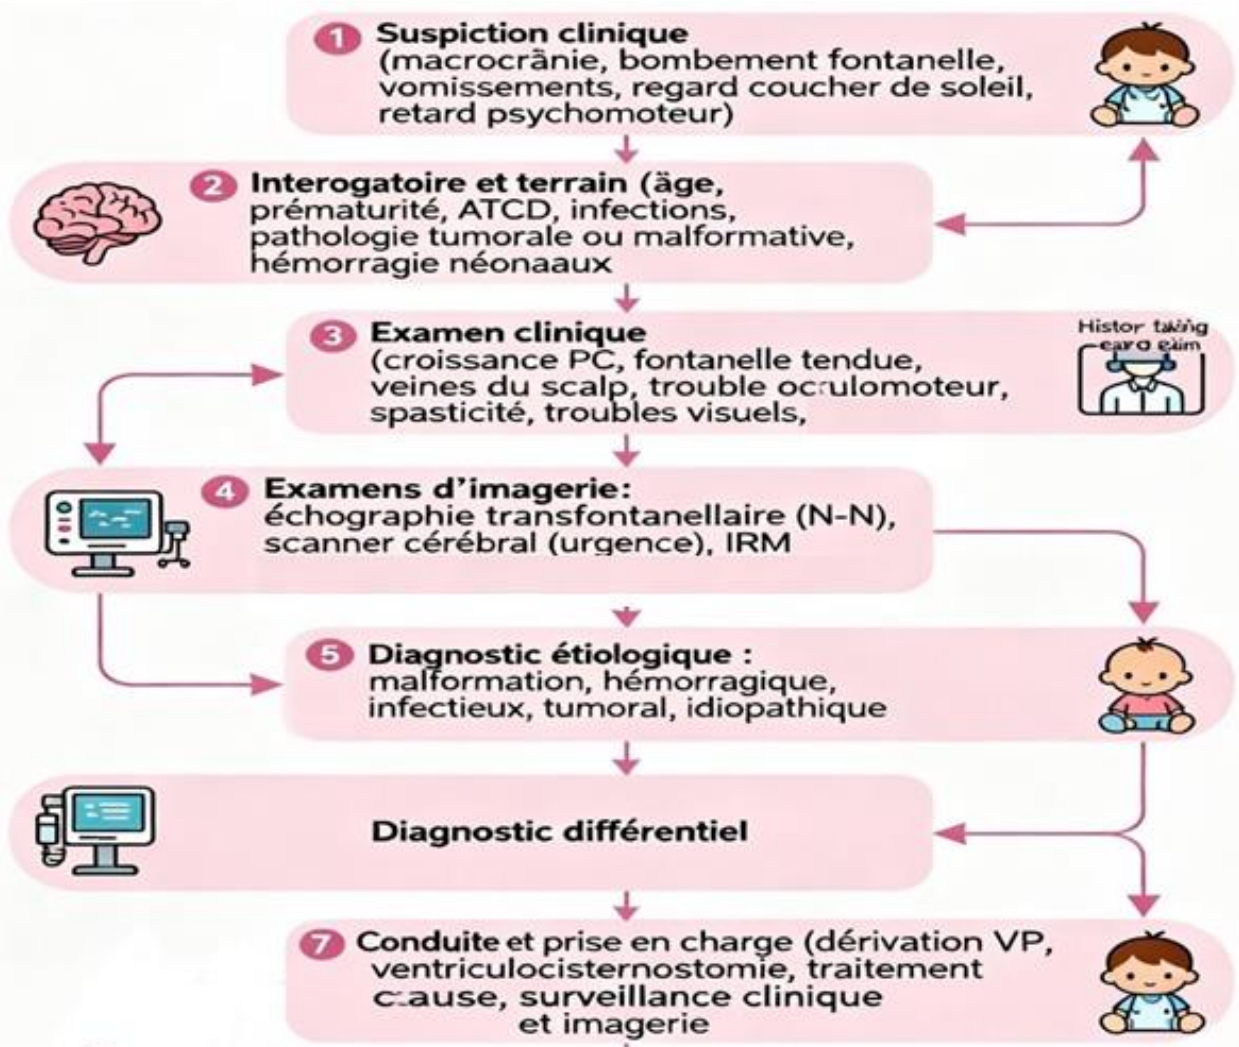 1 Suspiction clinique
(macrocrãnie, bombement fontanelle,
vomissements, regard coucher de soleil,
retard psychomoteur)
2 Interogatoire et terrain (äge,
prématurité, ATCD, infections,
pathologie tumorale ou malformative,
hémorragie néonaaux
3 Examen clinique
(croissance PC, fontanelle tendue,
veines du scalp, trouble oculomoteur,
spasticité, troubles visuels,
Histor taking
4 Examens d'imagerie:
échographie transfontanellaire (N-N),
scanner cérébral (urgence), IRM
5 Diagnostic étiologique :
malformation, hémorragique,
infectieux, tumoral, idiopathique
Diagnostic différentiel
7 Conduite et prise en charge (dérivation VP,
ventriculocisternostomie, traitement
cause, surveillance clinique
et imagerie